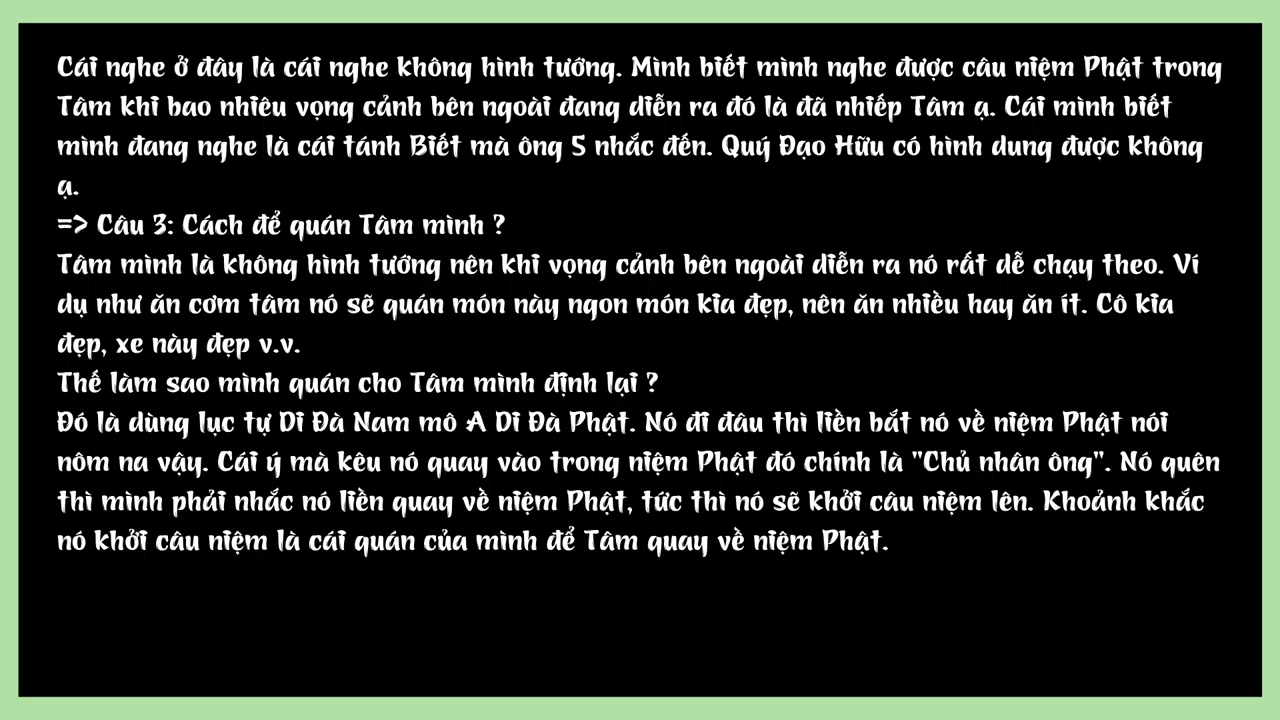 Cái nghe ở đây là cái nghe không hình tướng. Mình biết mình nghe được câu niệm Phật trong
Tâm khi bao nhiêu vọng cảnh bên ngoài đang diễn ra đó là đã nhiếp Tâm ạ. Cái mình biết
mình đang nghe là cái tánh Biết mà ông 5 nhắc đến. Quý Đạo Hữu có hình dung được không
ạ.
=> Câu 3: Cách để quán Tâm mình ?
Tâm mình là không hình tướng nên khi vọng cảnh bên ngoài diễn ra nó rất dễ chạy theo. Ví
dụ như ăn cơm tâm nó sẽ quán món này ngon món kia đẹp, nên ăn nhiều hay ăn ít. Cô kia
đẹp, xe này đẹp v.v.
Thế làm sao mình quán cho Tâm mình định lại ?
Đó là dùng lục tự Di Đà Nam mô A Di Đà Phật. Nó đi đâu thì liền bắt nó về niệm Phật nói
nôm na vậy. Cái ý mà kêu nó quay vào trong niệm Phật đó chính là "Chủ nhân ông". Nó quên
thì mình phải nhắc nó liền quay về niệm Phật, tức thì nó sẽ khởi câu niệm lên. Khoảnh khắc
nó khởi câu niệm là cái quán của mình để Tâm quay về niệm Phật.